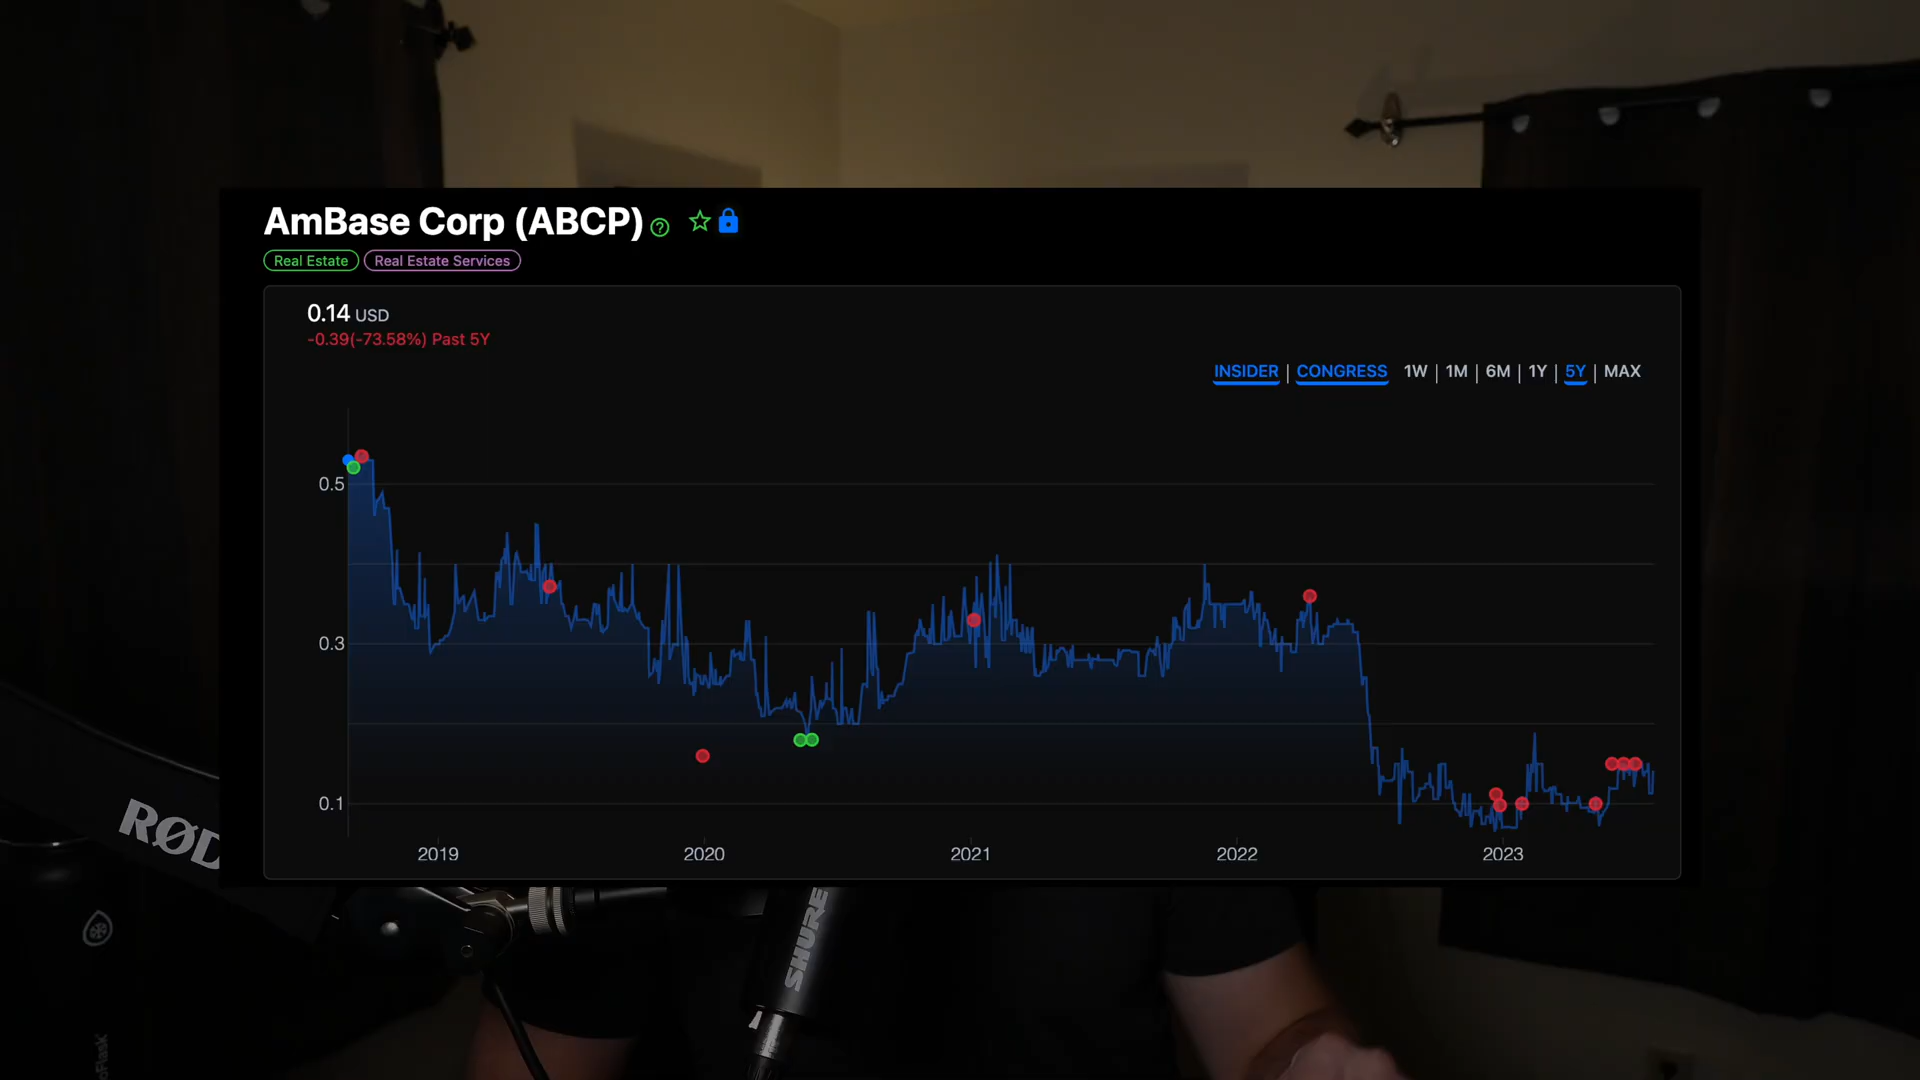 AmBase Corp (ABCP) ?
Real Estate Real Estate Services
0.14 USD
-0.39(-73.58%) Past 5Y
INSIDER | CONGRESS 1W | 1M | 6M | 1Y | 5Y | MAX
0.5
0.3
0.1
2019 2020 2021 2022 2023
RØD
SHURE